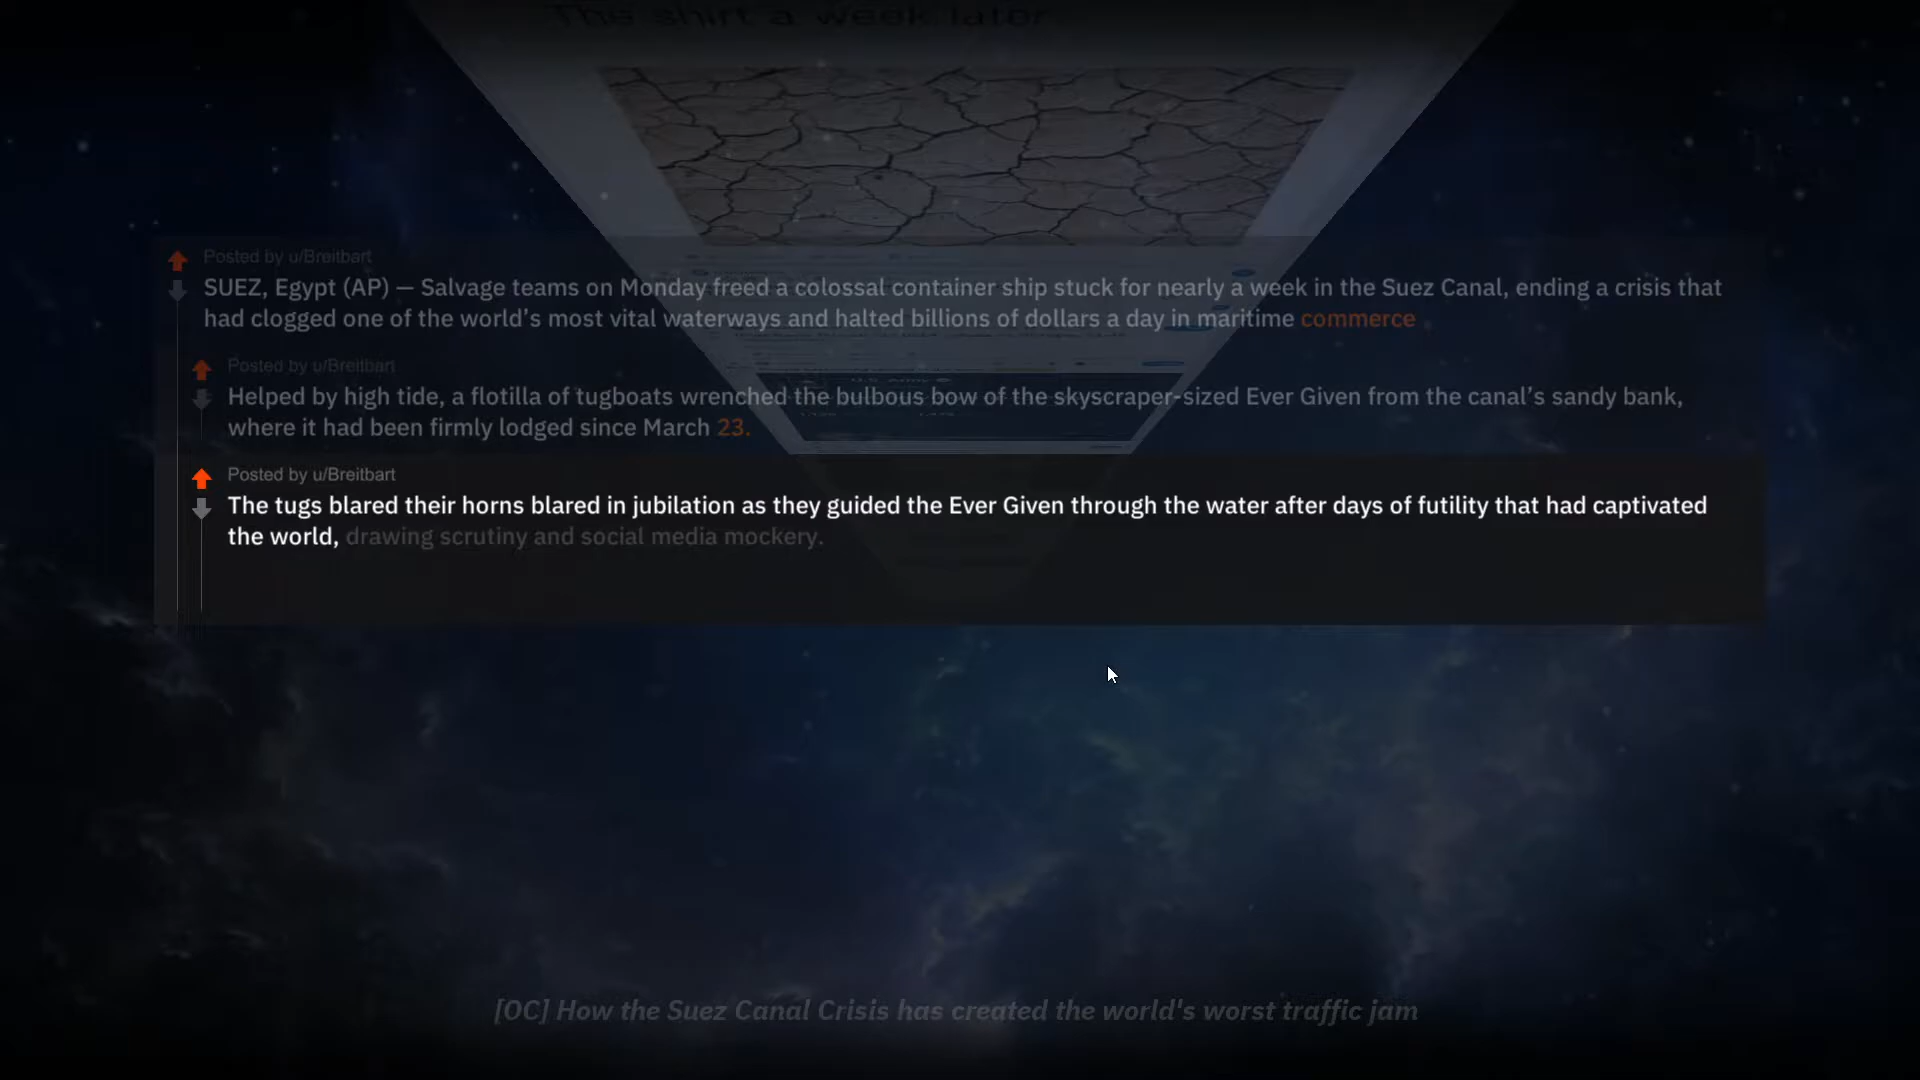 This shirt a week later
Posted by u/Breitbart
SUEZ, Egypt (AP) — Salvage teams on Monday freed a colossal container ship stuck for nearly a week in the Suez Canal, ending a crisis that
had clogged one of the world’s most vital waterways and halted billions of dollars a day in maritime commerce
Posted by u/Breitbart
Helped by high tide, a flotilla of tugboats wrenched the bulbous bow of the skyscraper-sized Ever Given from the canal’s sandy bank,
where it had been firmly lodged since March 23.
Posted by u/Breitbart
The tugs blared their horns blared in jubilation as they guided the Ever Given through the water after days of futility that had captivated
the world, drawing scrutiny and social media mockery.
[OC] How the Suez Canal Crisis has created the world's worst traffic jam